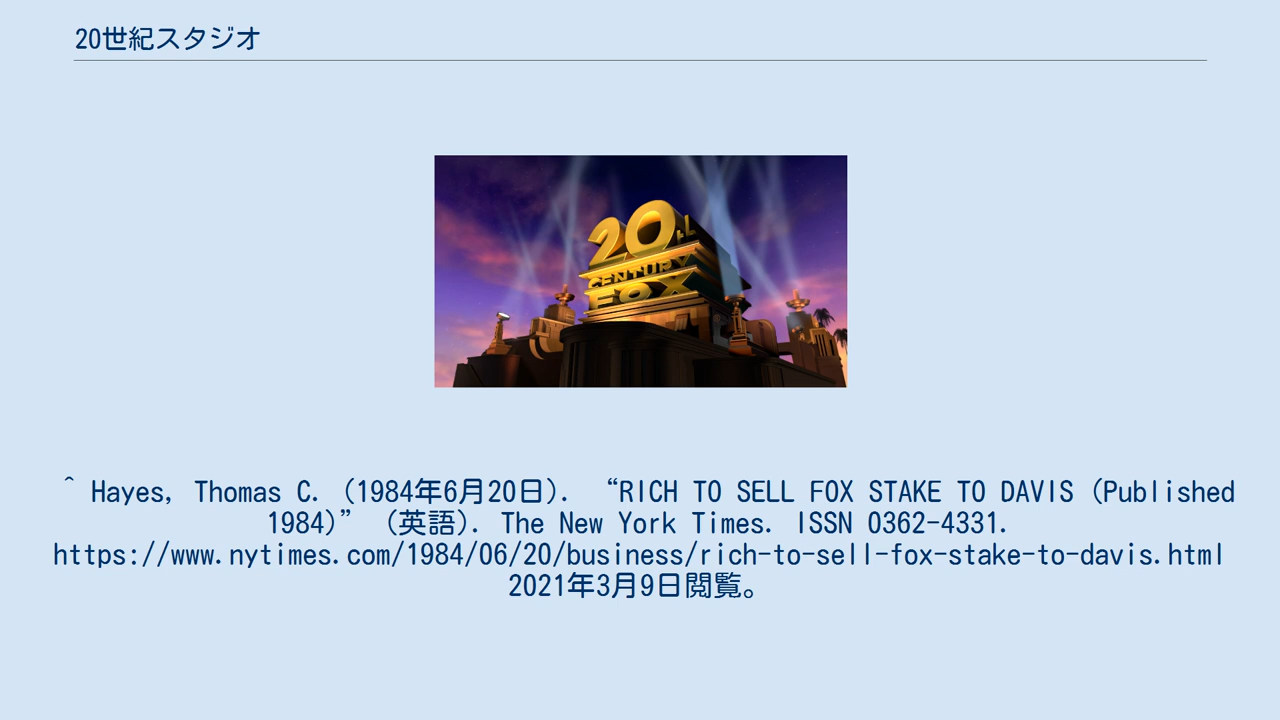 20世紀スタジオ
20TH
CENTURY
FOX
^ Hayes, Thomas C. (1984年6月20日). “RICH TO SELL FOX STAKE TO DAVIS (Published
1984)” (英語). The New York Times. ISSN 0362-4331.
https://www.nytimes.com/1984/06/20/business/rich-to-sell-fox-stake-to-davis.html
2021年3月9日閲覧。